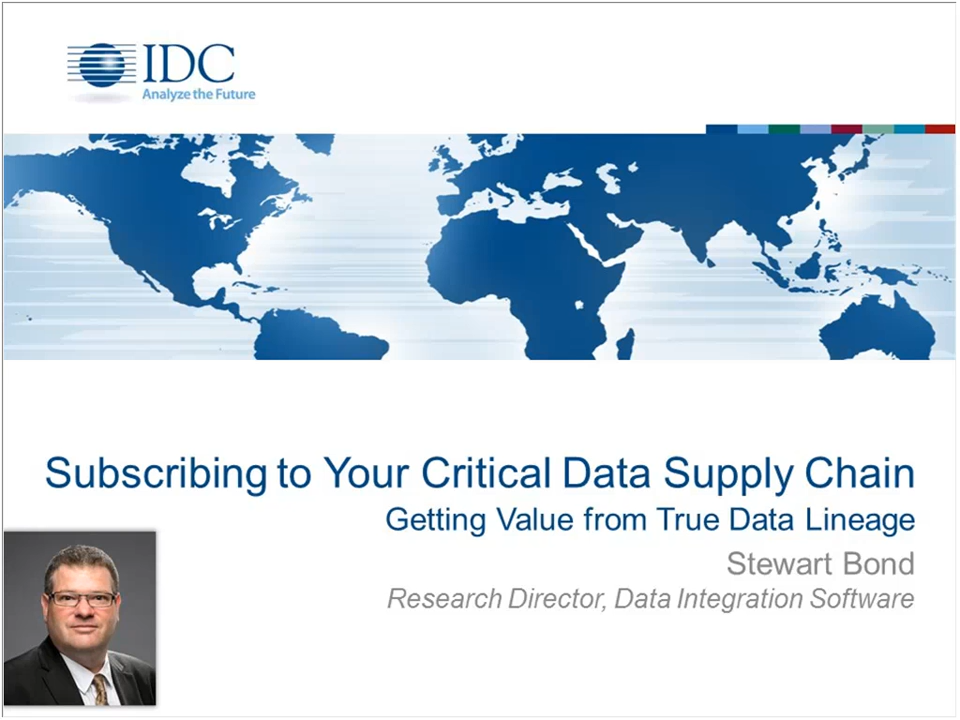 IDC
Analyze the Future
Subscribing to Your Critical Data Supply Chain
Getting Value from True Data Lineage
Stewart Bond
Research Director, Data Integration Software